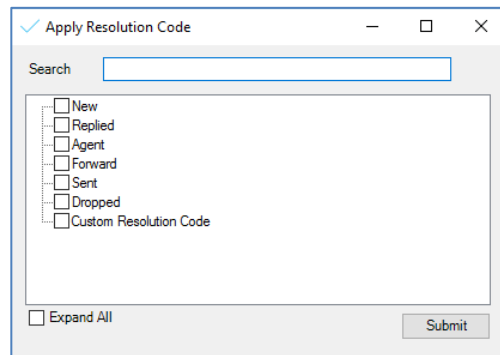 Apply Resolution Code
Search
New
Replied
Agent
Forward
Sent
Dropped
Custom Resolution Code
Expand All
Submit